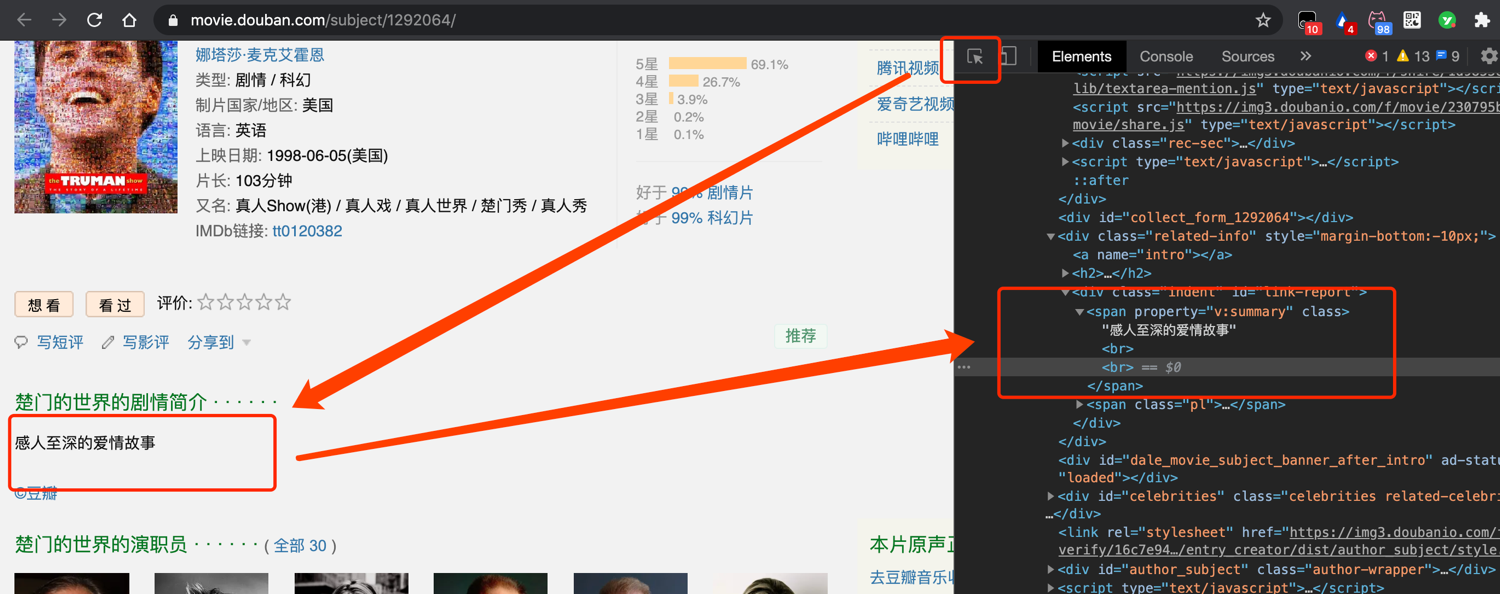 movie.douban.com/subject/1292064/
10
4
98
娜塔莎·麦克艾霍恩
类型: 剧情 / 科幻
制片国家/地区: 美国
语言: 英语
上映日期: 1998-06-05(美国)
片长: 103分钟
又名: 真人Show(港) / 真人戏 / 真人世界 / 楚门秀 / 真人秀
IMDb链接: tt0120382
the TRUMAN show
THE STORY OF A LIFETIME
5星 69.1%
4星 26.7%
3星 3.9%
2星 0.2%
1星 0.1%
好于 99% 剧情片
好于 99% 科幻片
腾讯视频
爱奇艺视频
哔哩哔哩
想看 看过 评价:
写短评 写影评 分享到
推荐
楚门的世界的剧情简介 · · · · · ·
感人至深的爱情故事
©豆瓣
楚门的世界的演职员 · · · · · · ( 全部 30 )
本片原声正
去豆瓣音乐收
Elements Console Sources » 1 13 9
lib/textarea-mention.js" type="text/javascript"></scri
<script src="https://img3.doubanio.com/f/movie/230795b
movie/share.js" type="text/javascript"></script>
<div class="rec-sec">…</div>
<script type="text/javascript">…</script>
::after
</div>
<div id="collect_form_1292064"></div>
<div class="related-info" style="margin-bottom:-10px;">
<a name="intro"></a>
<h2>…</h2>
<div class="indent" id="link-report">
<span property="v:summary" class>
"感人至深的爱情故事"
<br>
<br> == $0
</span>
<span class="pl">…</span>
</div>
</div>
<div id="dale_movie_subject_banner_after_intro" ad-statu
"loaded"></div>
<div id="celebrities" class="celebrities related-celebri
…</div>
<link rel="stylesheet" href="https://img3.doubanio.com/f
verify/16c7e94…/entry_creator/dist/author_subject/style.
<div id="author_subject" class="author-wrapper">…</div>
<script type="text/javascript">…</script>